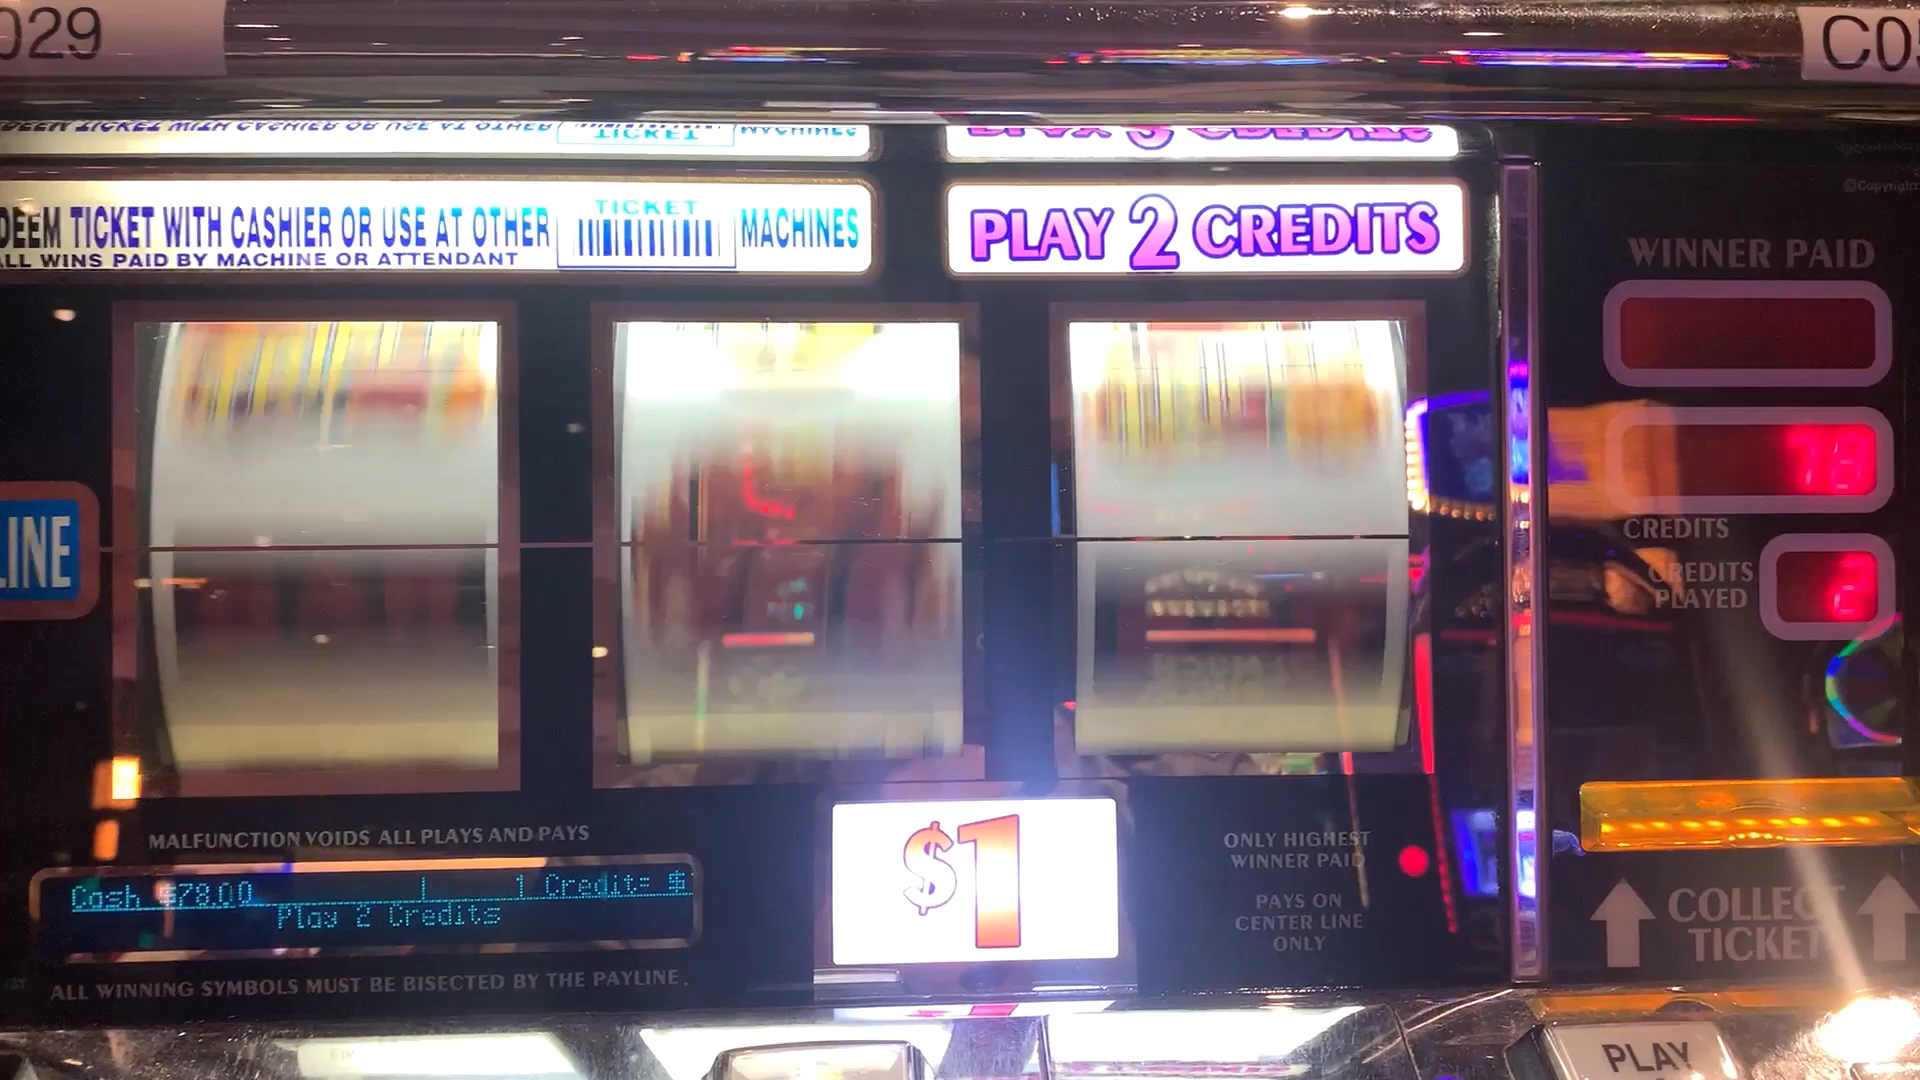 029
DEEM TICKET WITH CASHIER OR USE AT OTHER
TICKET
MACHINES
ALL WINS PAID BY MACHINE OR ATTENDANT
PLAY 2 CREDITS
WINNER PAID
78
CREDITS
CREDITS
PLAYED
2
LINE
MALFUNCTION VOIDS ALL PLAYS AND PAYS
Cash $78.00
1 Credit= $
Play 2 Credits
ALL WINNING SYMBOLS MUST BE BISECTED BY THE PAYLINE.
$1
ONLY HIGHEST
WINNER PAID
PAYS ON
CENTER LINE
ONLY
COLLECT
TICKET
PLAY